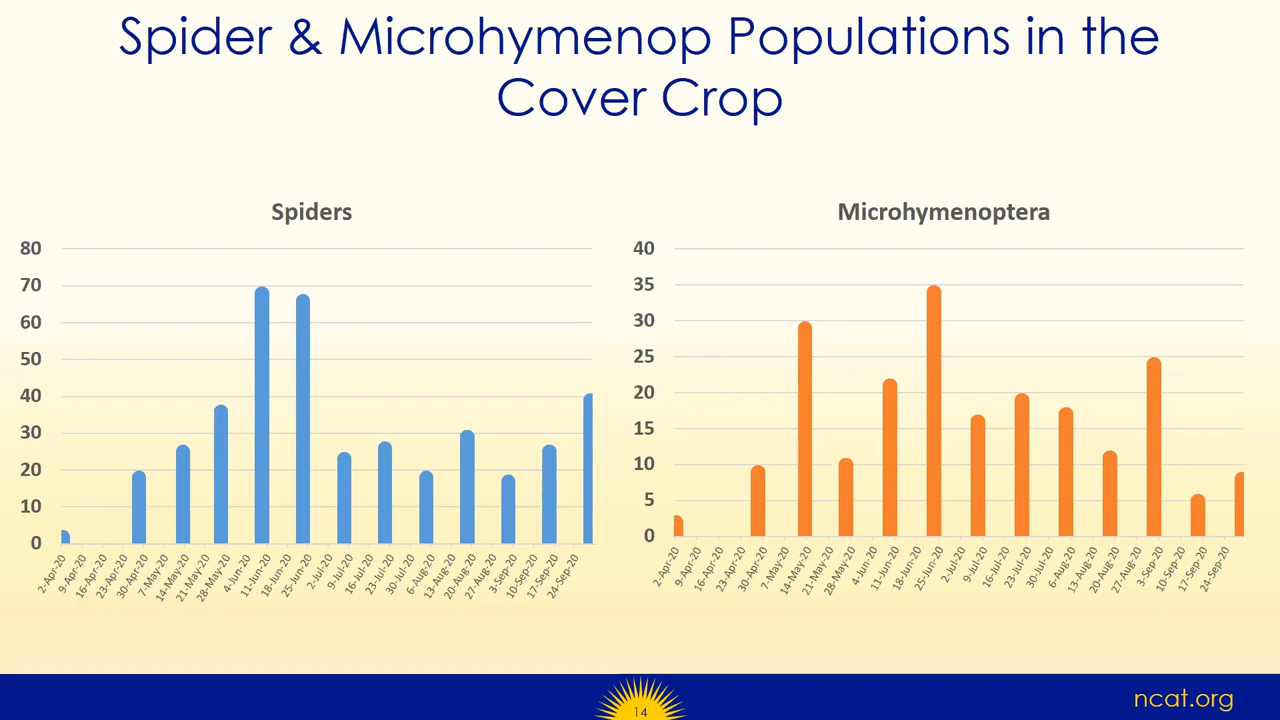 Spider & Microhymenop Populations in the
Cover Crop
Spiders
80
70
60
50
40
30
20
10
0
2-Apr-20
9-Apr-20
16-Apr-20
23-Apr-20
30-Apr-20
7-May-20
14-May-20
21-May-20
28-May-20
4-Jun-20
11-Jun-20
18-Jun-20
25-Jun-20
2-Jul-20
9-Jul-20
16-Jul-20
23-Jul-20
30-Jul-20
6-Aug-20
13-Aug-20
20-Aug-20
27-Aug-20
3-Sep-20
10-Sep-20
17-Sep-20
24-Sep-20
Microhymenoptera
40
35
30
25
20
15
10
5
0
2-Apr-20
9-Apr-20
16-Apr-20
23-Apr-20
30-Apr-20
7-May-20
14-May-20
21-May-20
28-May-20
4-Jun-20
11-Jun-20
18-Jun-20
25-Jun-20
2-Jul-20
9-Jul-20
16-Jul-20
23-Jul-20
30-Jul-20
6-Aug-20
13-Aug-20
20-Aug-20
27-Aug-20
3-Sep-20
10-Sep-20
17-Sep-20
24-Sep-20
14
ncat.org